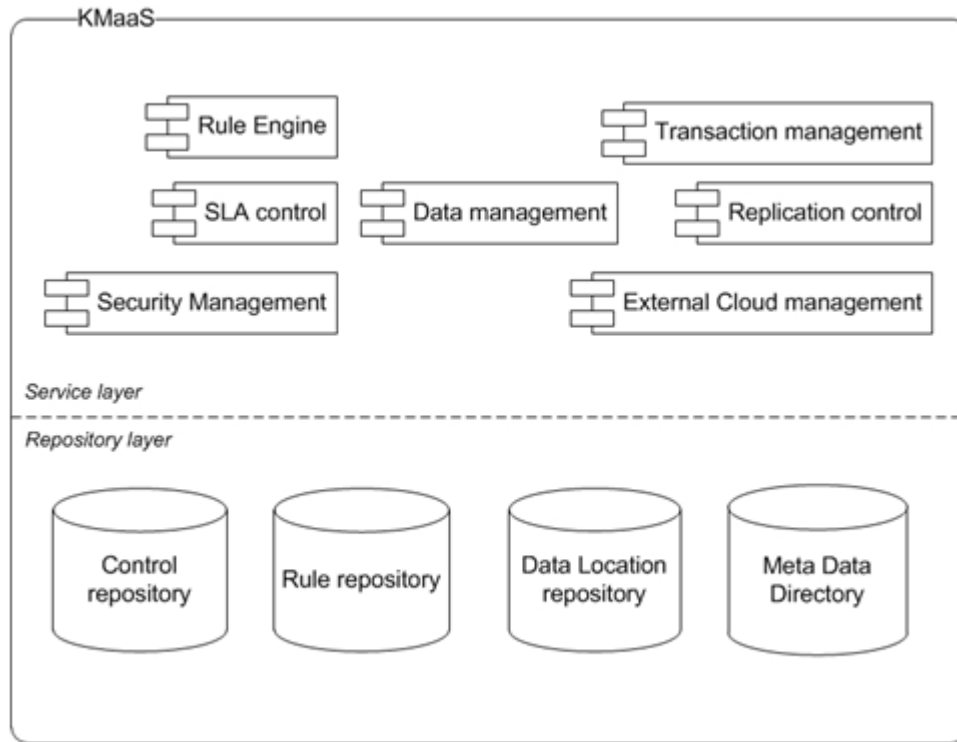 KMaaS
Rule Engine
Transaction management
SLA control
Data management
Replication control
Security Management
External Cloud management
Service layer
Repository layer
Control
repository
Rule repository
Data Location
repository
Meta Data
Directory